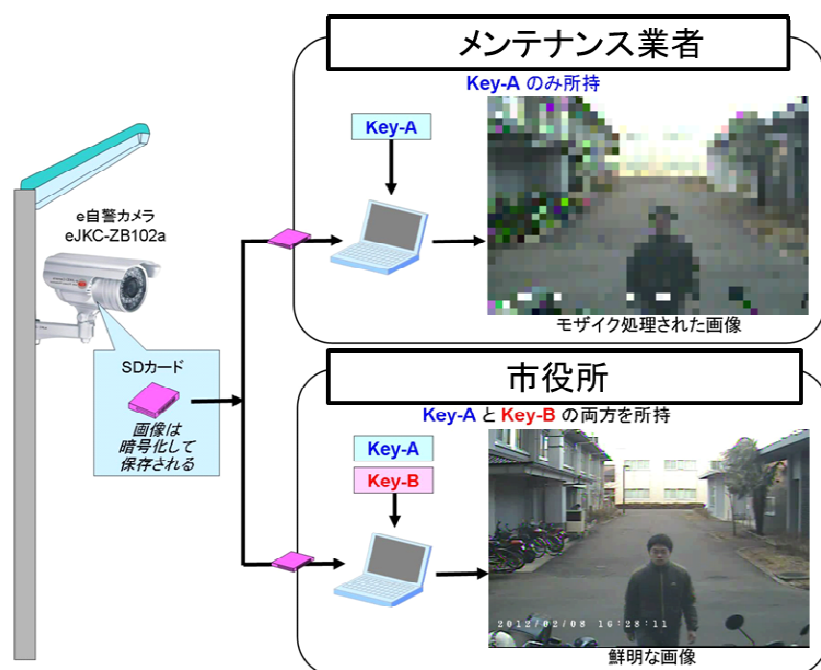 メンテナンス業者
Key-A のみ所持
Key-A
e自警カメラ
eJKC-ZB102a
モザイク処理された画像
SDカード
画像は
暗号化して
保存される
市役所
Key-A と Key-B の両方を所持
Key-A
Key-B
2012/02/08 16:28:11
鮮明な画像